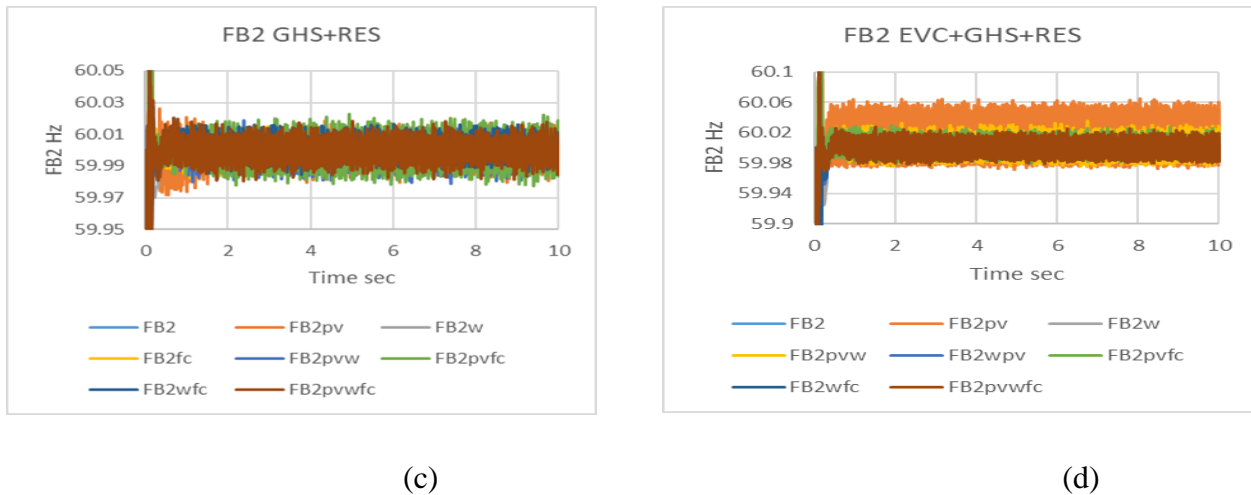 FB2 GHS+RES
60.05
60.03
60.01
59.99
59.97
59.95
FB2 Hz
0 2 4 6 8 10
Time sec
FB2 FB2pv FB2w
FB2fc FB2pvw FB2pvfc
FB2wfc FB2pvwfc
(c)
FB2 EVC+GHS+RES
60.1
60.06
60.02
59.98
59.94
59.9
FB2 Hz
0 2 4 6 8 10
Time sec
FB2 FB2pv FB2w
FB2pvw FB2wpv FB2pvfc
FB2wfc FB2pvwfc
(d)